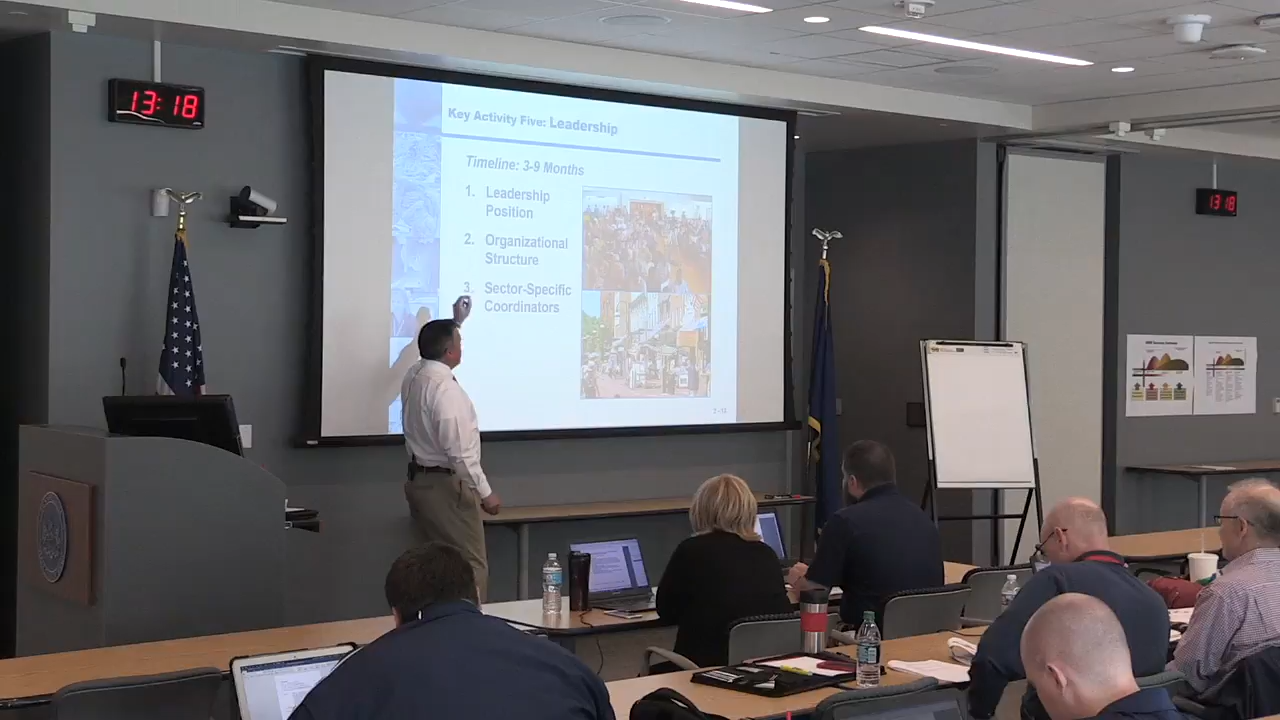 13:18
Key Activity Five: Leadership
Timeline: 3-9 Months
1. Leadership
Position
2. Organizational
Structure
3. Sector-Specific
Coordinators
13 18